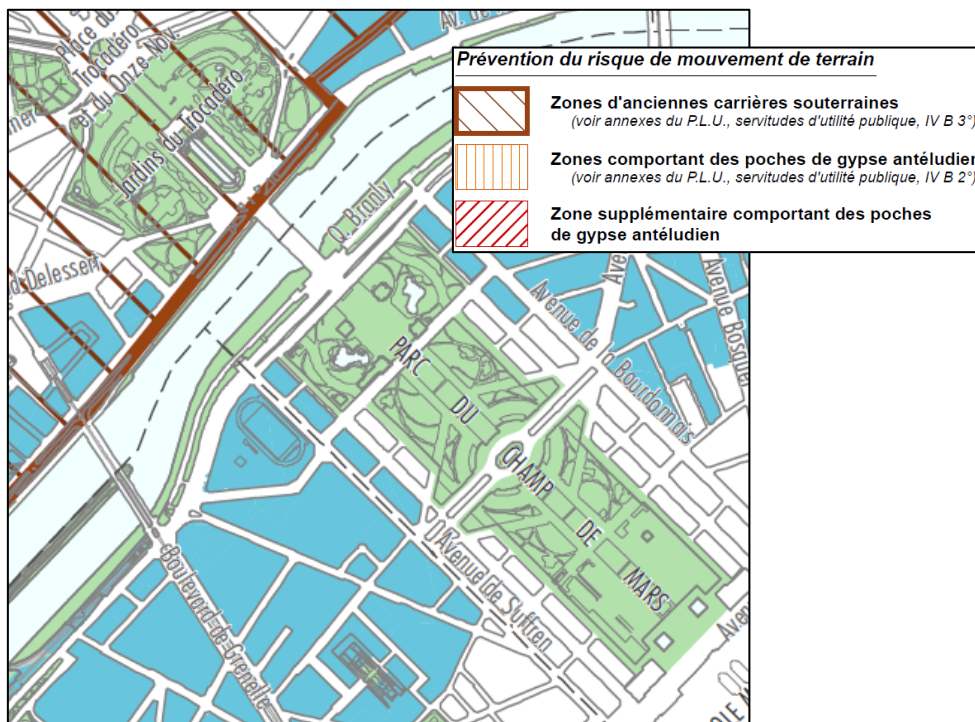 Place du
Trocadéro
et du Onze Nov.
Av. de
Jardins du Trocadéro
Q. Branly
Delessert
Prévention du risque de mouvement de terrain
Zones d'anciennes carrières souterraines
(voir annexes du P.L.U., servitudes d'utilité publique, IV B 3°)
Zones comportant des poches de gypse antéludien
(voir annexes du P.L.U., servitudes d'utilité publique, IV B 2°)
Zone supplémentaire comportant des poches
de gypse antéludien
Avenue de la Bourdonnais
Avenue Bosquet
PARC
DU
CHAMP
DE
MARS
Avenue de Suffren
Boulevard de Grenelle